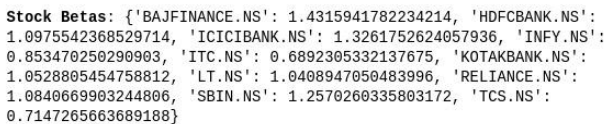 Stock Betas: {'BAJFINANCE.NS': 1.4315941782234214, 'HDFCBANK.NS':
1.0975542368529714, 'ICICIBANK.NS': 1.3261752624057936, 'INFY.NS':
0.853470250290903, 'ITC.NS': 0.6892305332137675, 'KOTAKBANK.NS':
1.0528805454758812, 'LT.NS': 1.0408947050483996, 'RELIANCE.NS':
1.0840669903244806, 'SBIN.NS': 1.2570260335803172, 'TCS.NS':
0.7147265663689188}